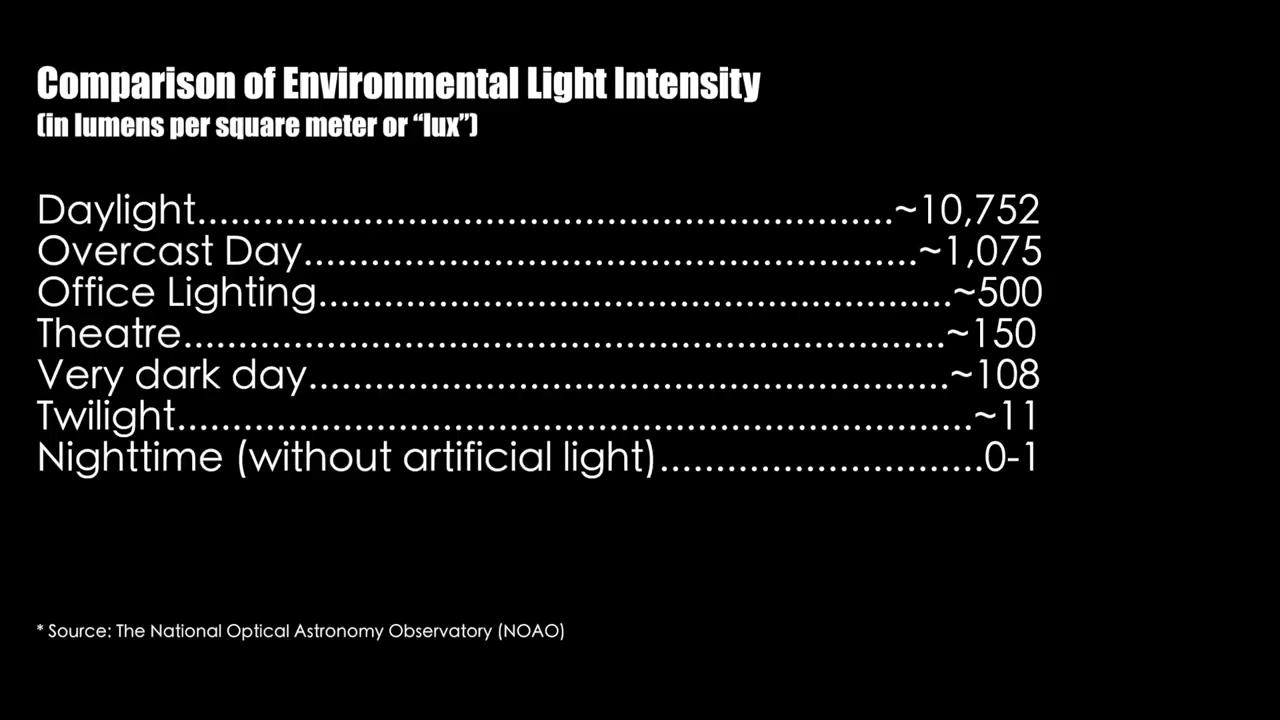 Comparison of Environmental Light Intensity
(in lumens per square meter or “lux”)
Daylight..............................................................~10,752
Overcast Day.......................................................~1,075
Office Lighting.........................................................~500
Theatre....................................................................~150
Very dark day.........................................................~108
Twilight.......................................................................~11
Nighttime (without artificial light).............................0-1
* Source: The National Optical Astronomy Observatory (NOAO)